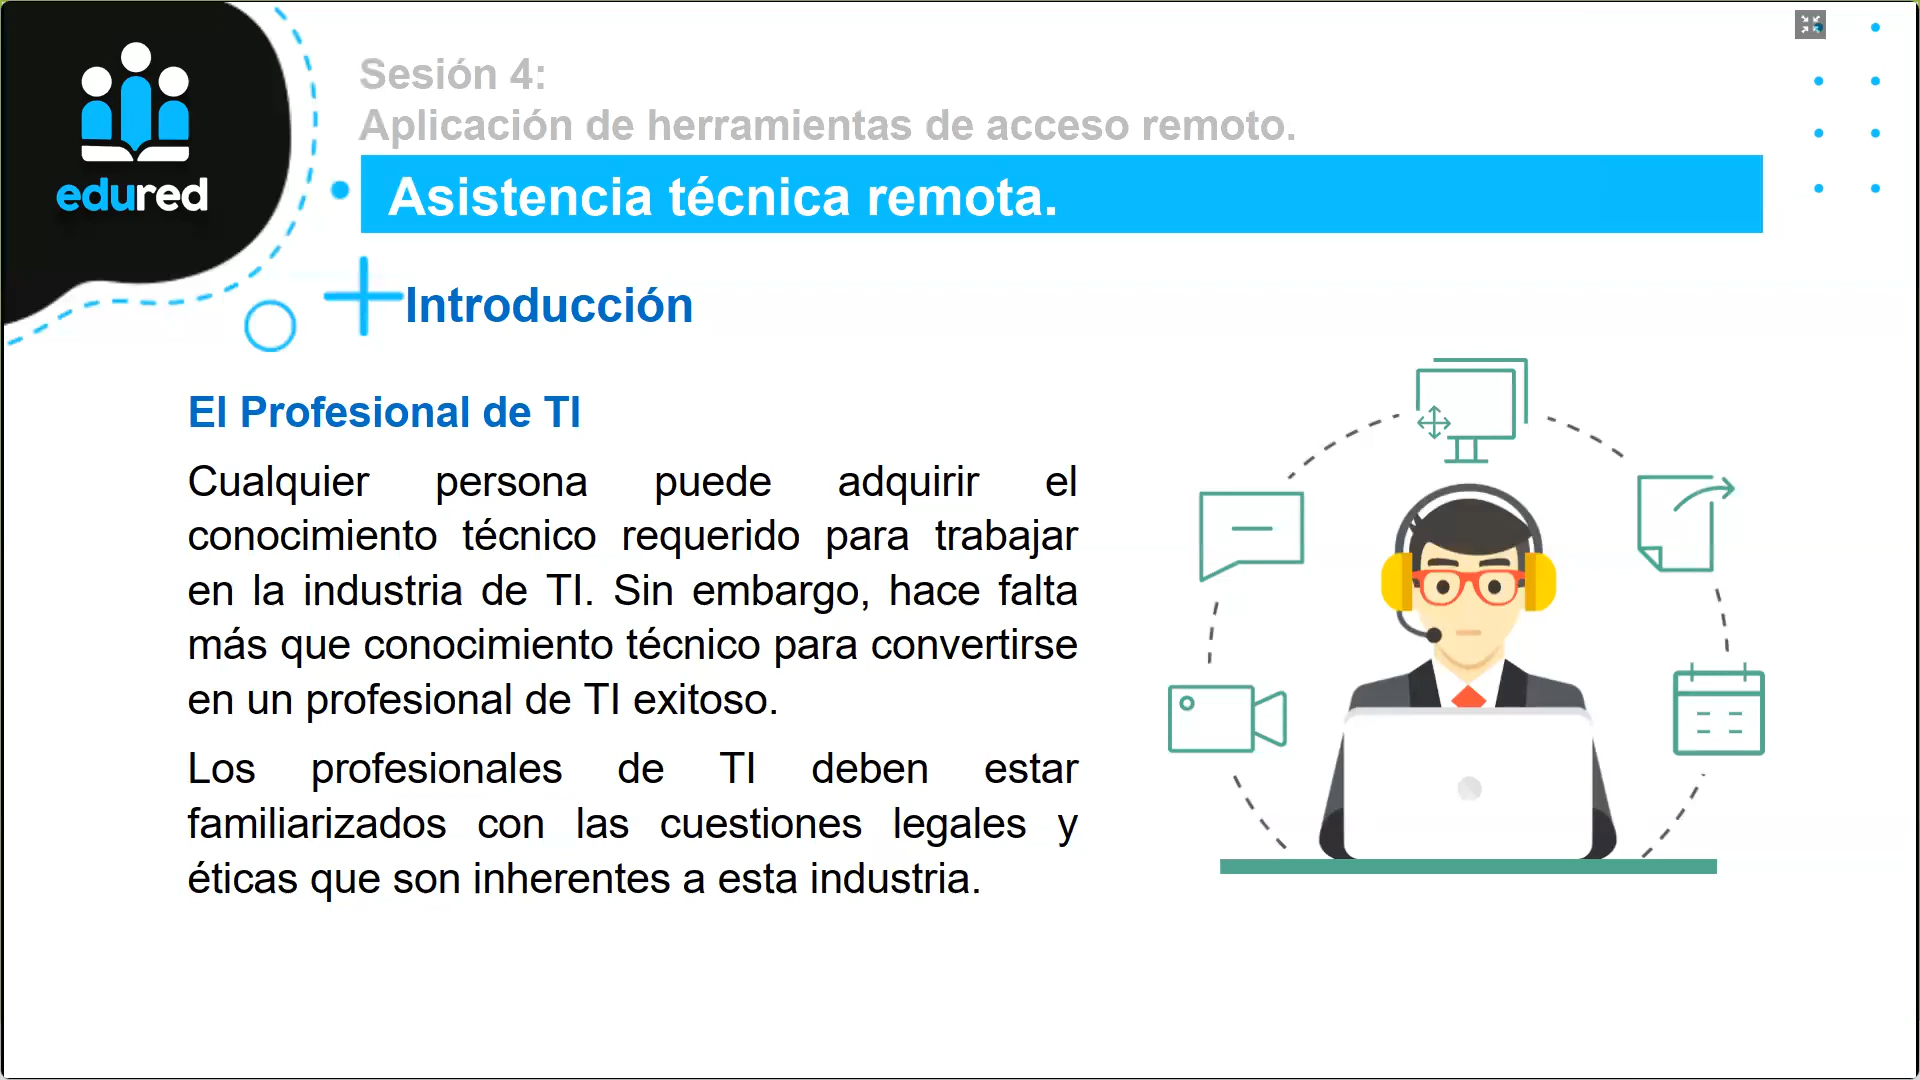 edured
Sesión 4:
Aplicación de herramientas de acceso remoto.
Asistencia técnica remota.
Introducción
El Profesional de TI
Cualquier persona puede adquirir el
conocimiento técnico requerido para trabajar
en la industria de TI. Sin embargo, hace falta
más que conocimiento técnico para convertirse
en un profesional de TI exitoso.
Los profesionales de TI deben estar
familiarizados con las cuestiones legales y
éticas que son inherentes a esta industria.